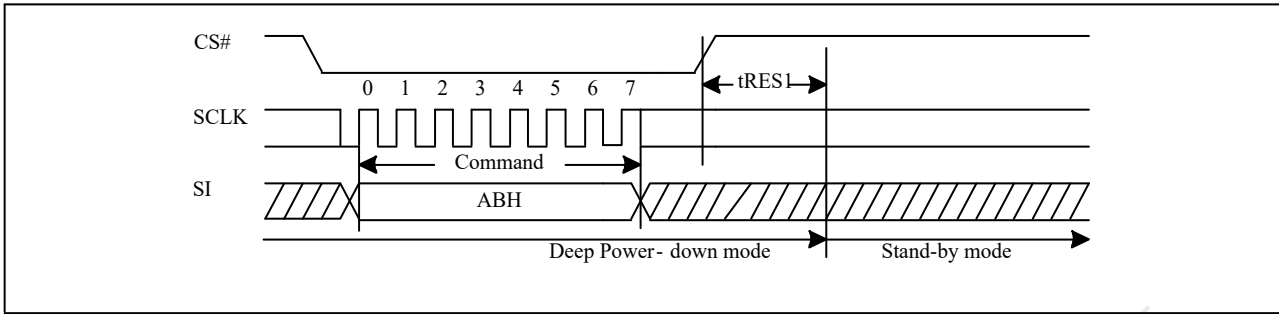 CS#
tRES1
0 1 2 3 4 5 6 7
SCLK
Command
SI
ABH
Deep Power- down mode
Stand-by mode